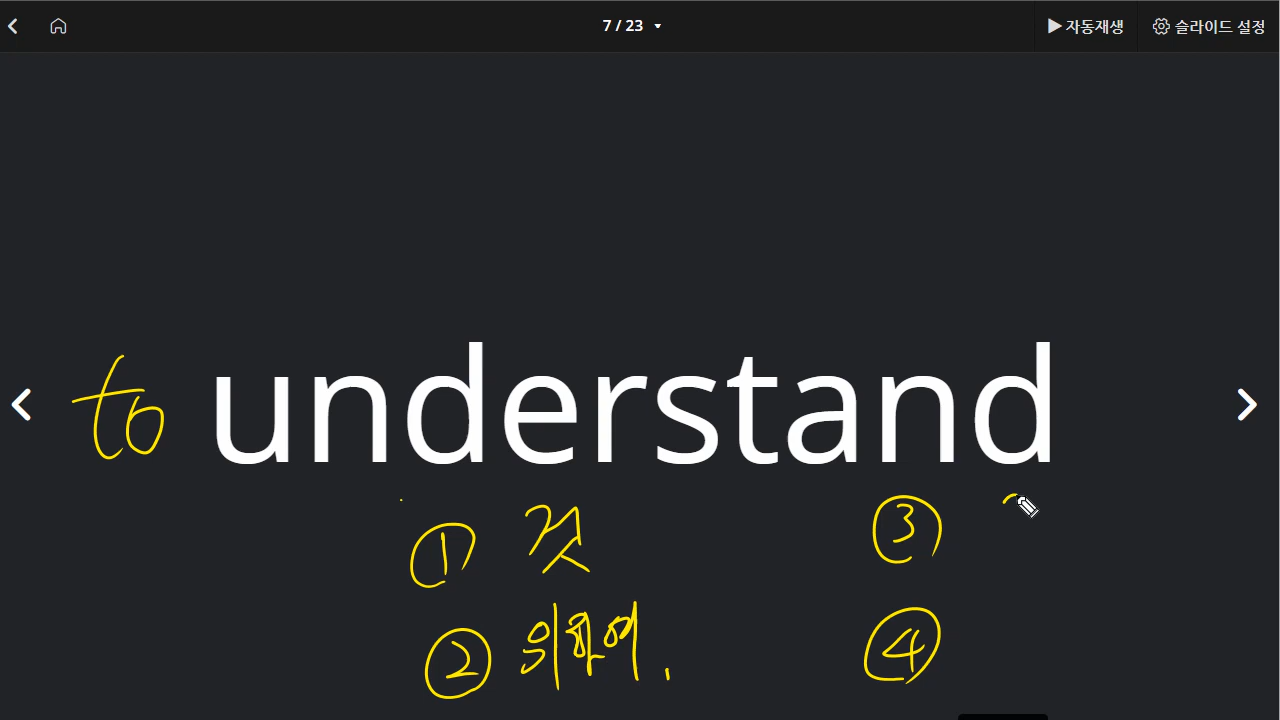 7 / 23
자동재생
슬라이드 설정
to understand
① 것
③
② 위하여.
④